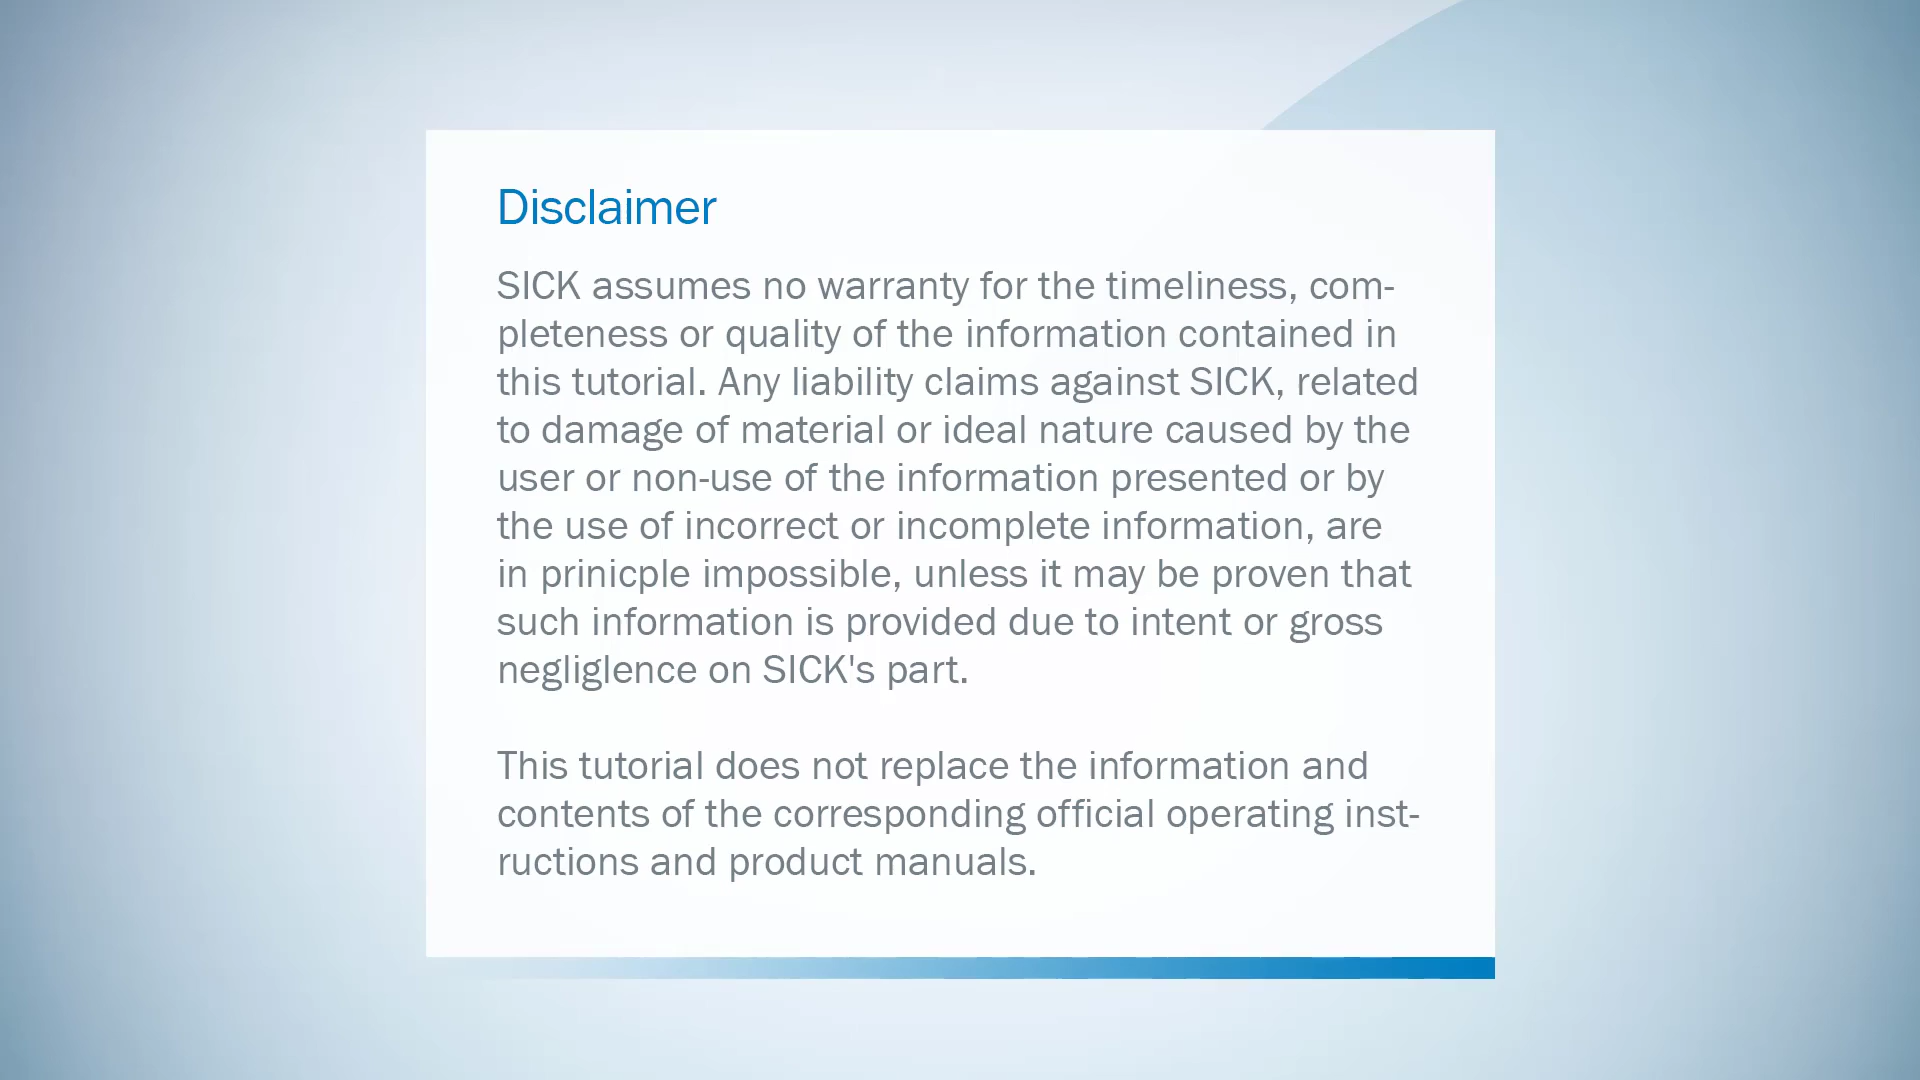 Disclaimer
SICK assumes no warranty for the timeliness, com-
pleteness or quality of the information contained in
this tutorial. Any liability claims against SICK, related
to damage of material or ideal nature caused by the
user or non-use of the information presented or by
the use of incorrect or incomplete information, are
in prinicple impossible, unless it may be proven that
such information is provided due to intent or gross
negliglence on SICK's part.
This tutorial does not replace the information and
contents of the corresponding official operating inst-
ructions and product manuals.